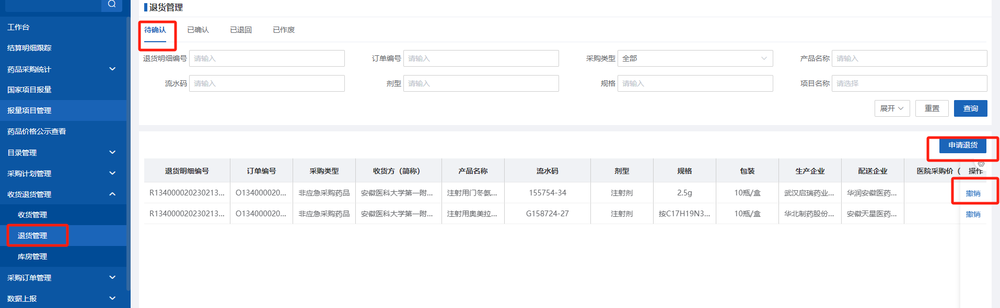 退货管理
工作台
结算明细跟踪
药品采购统计
国家项目报量
报量项目管理
药品价格公示查看
目录管理
采购计划管理
收货退货管理
收货管理
退货管理
库房管理
采购订单管理
数据上报
待确认 已确认 已退回 已作废
退货明细编号 请输入 订单编号 请输入 采购类型 全部 产品名称 请输入
流水码 请输入 剂型 请输入 规格 请输入 项目名称 请选择
展开 重置 查询
申请退货
退货明细编号 订单编号 采购类型 收货方（简称） 产品名称 流水码 剂型 规格 包装 生产企业 配送企业 医院采购价（ 操作
R134000020230213... O134000020... 非应急采购药品 安徽医科大学第一附... 注射用门冬氨... 155754-34 注射剂 2.5g 10瓶/盒 武汉启瑞药业... 华润安徽医药... 撤销
R134000020230213... O134000020... 非应急采购药品 安徽医科大学第一附... 注射用奥美拉... G158724-27 注射剂 按C17H19N3... 10瓶/盒 华北制药股份... 安徽天星医药... 撤销